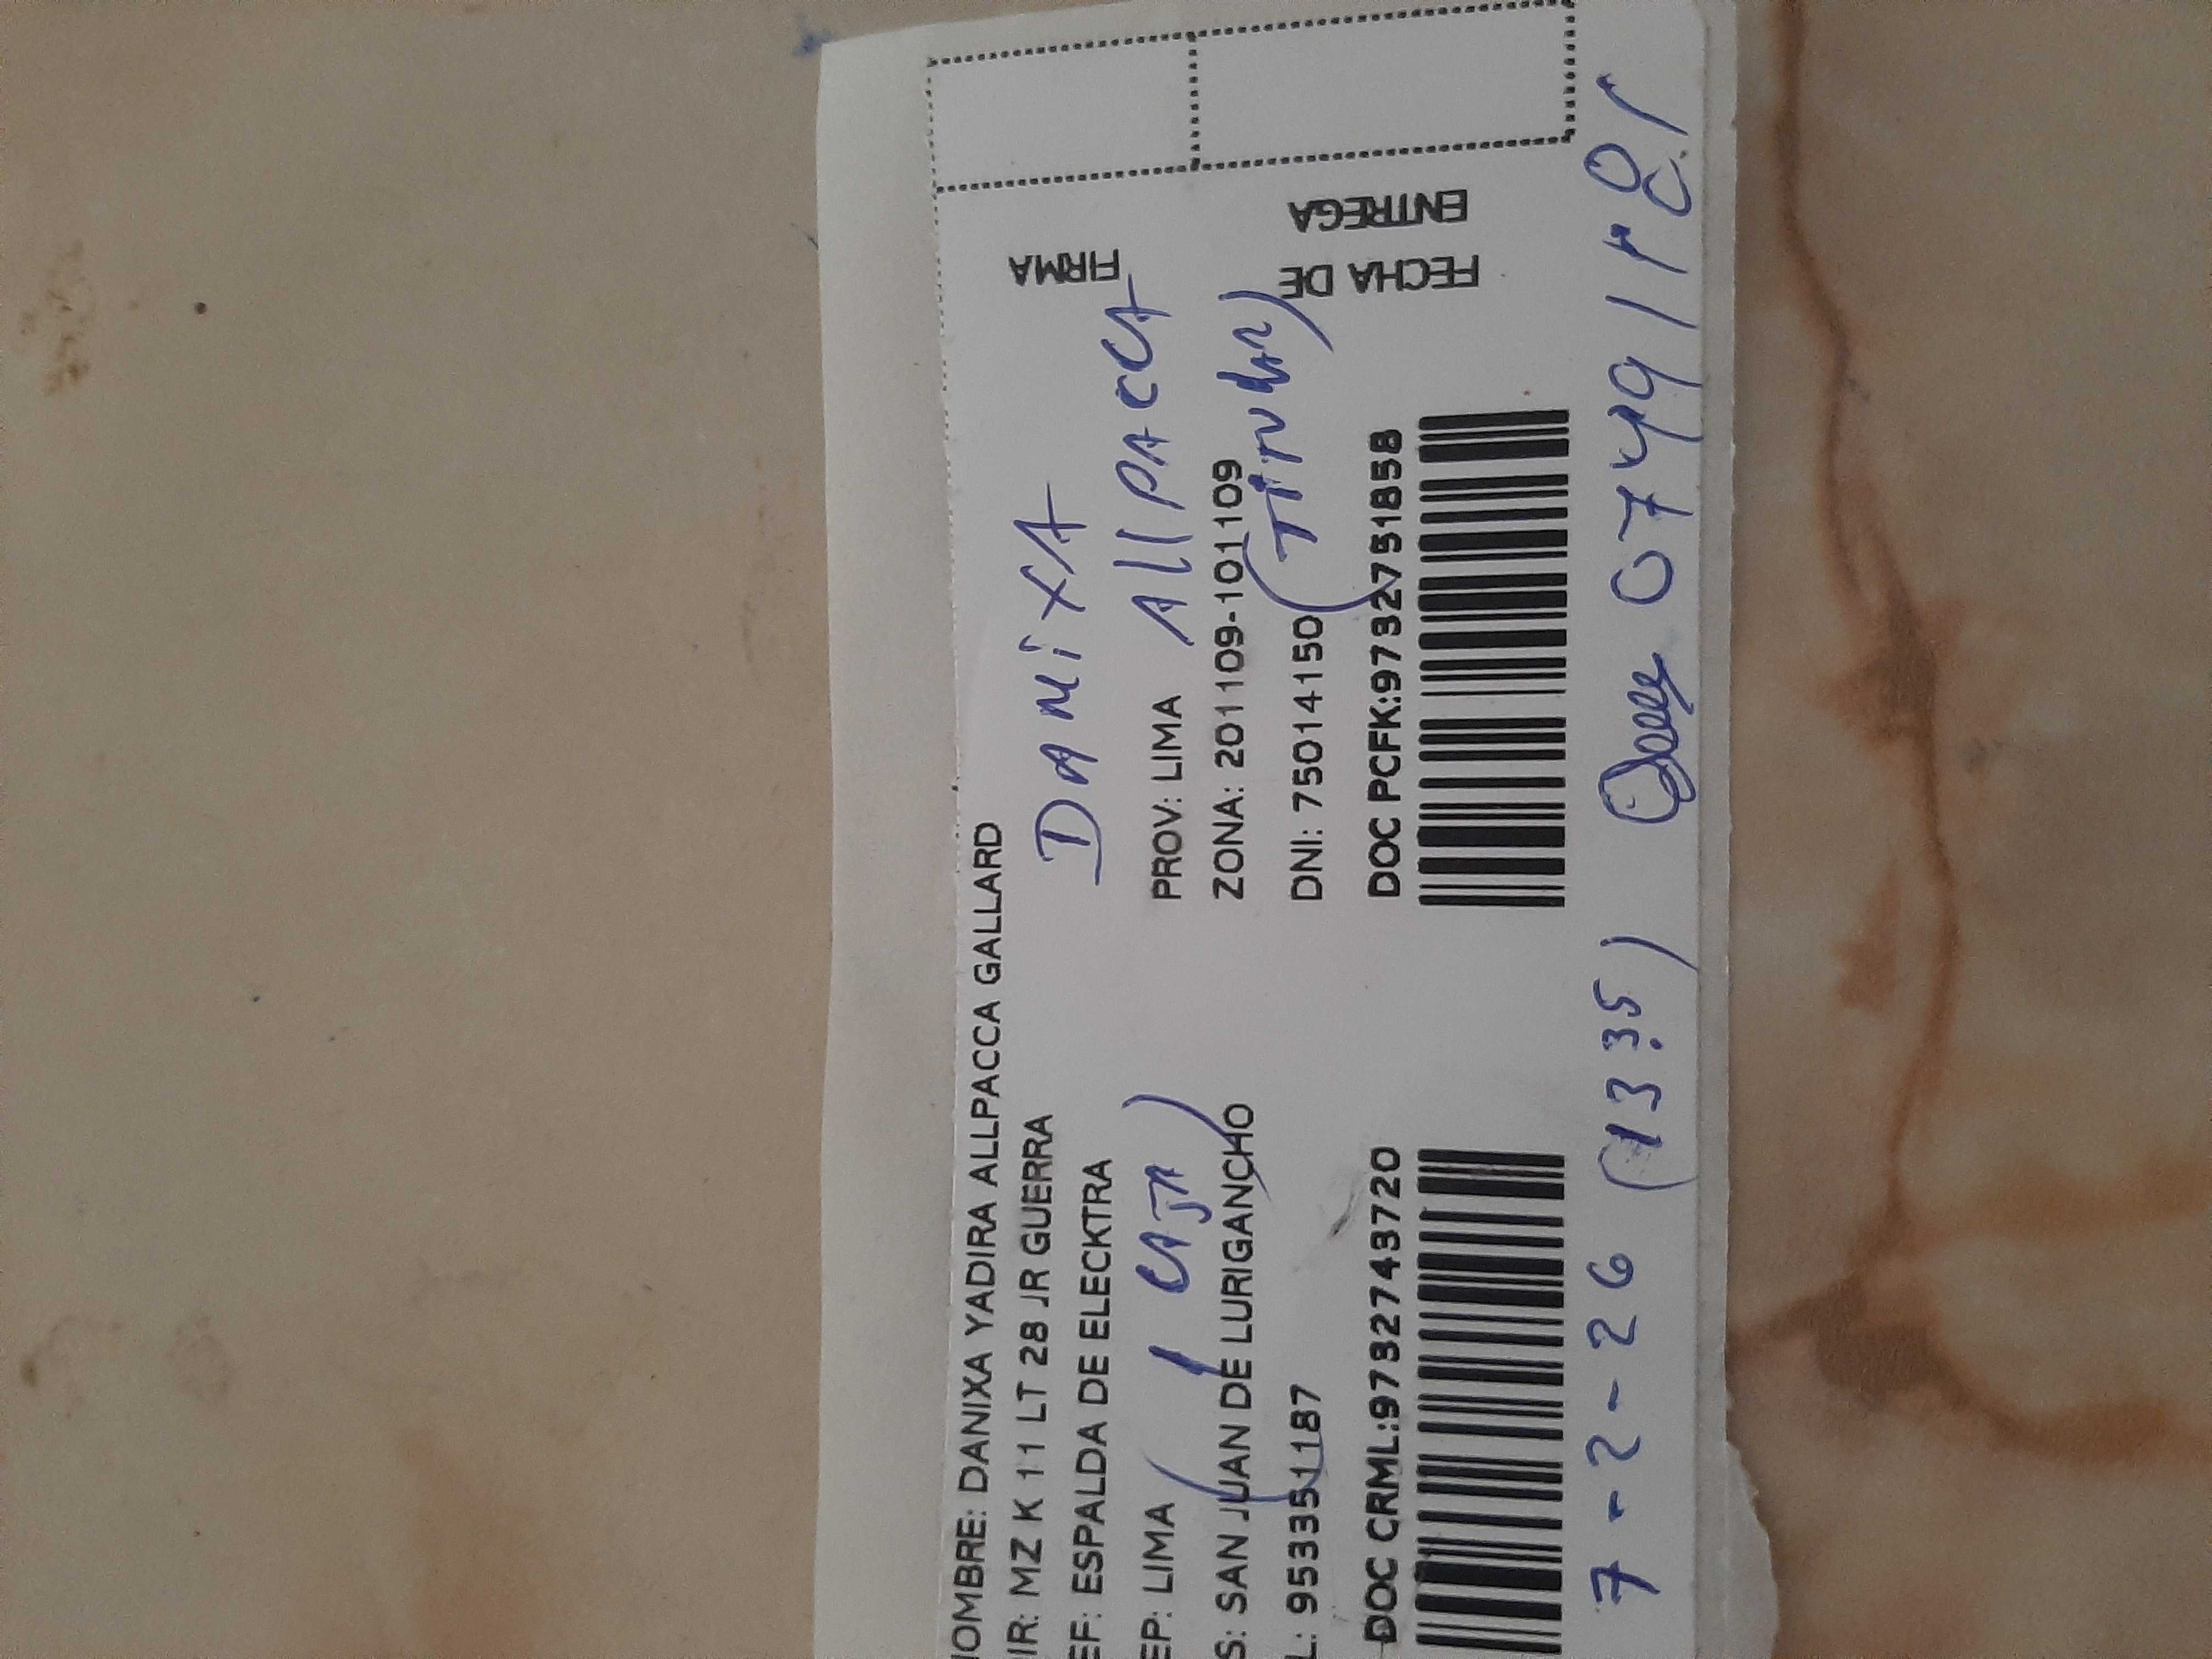 OMBRE: DANIXA YADIRA ALLPACCA GALLARD
IR: MZ K 11 LT 28 JR GUERRA
EF: ESPALDA DE ELECKTRA
DANIXA
EP: LIMA
(CAJA)
PROV: LIMA
AllPACCA
S: SAN JUAN DE LURIGANCHO
ZONA: 201109-101109
L: 953351187
DNI: 75014150
(Titular)
DOC CRML:9732743720
DOC PCFK:9732751858
FIRMA
FECHA DE
ENTREGA
7-2-26 (13:35)